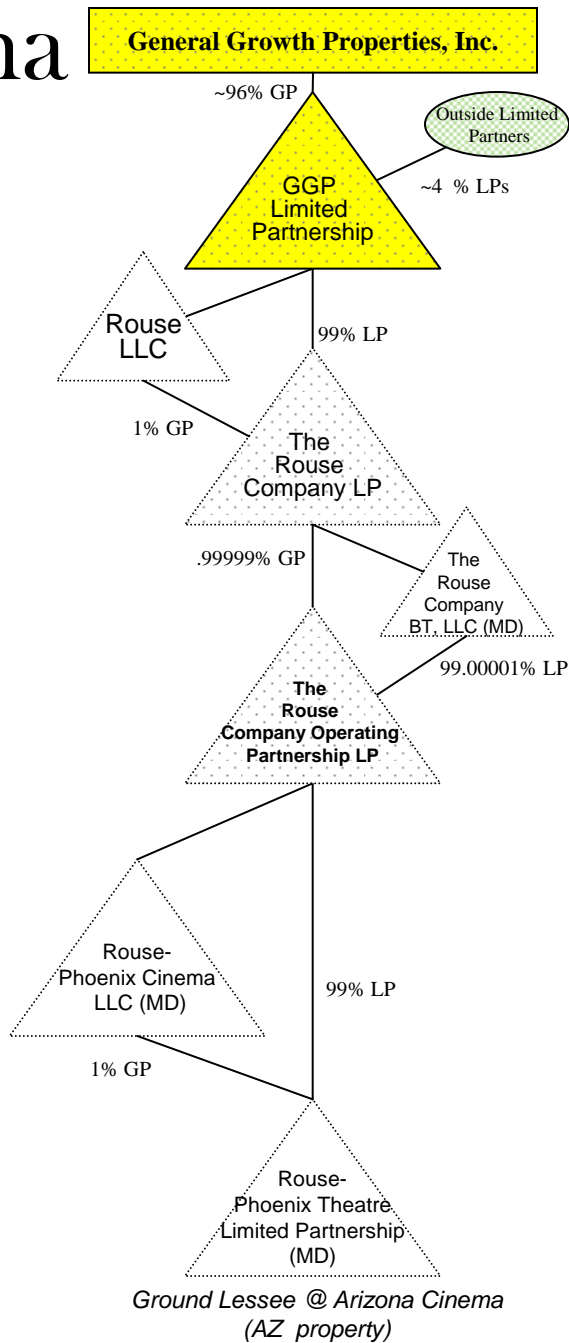 na
General Growth Properties, Inc.
~96% GP
Outside Limited
Partners
~4 % LPs
GGP
Limited
Partnership
Rouse
LLC
99% LP
1% GP
The
Rouse
Company LP
.99999% GP
The
Rouse
Company
BT, LLC (MD)
99.00001% LP
The
Rouse
Company Operating
Partnership LP
Rouse-
Phoenix Cinema
LLC (MD)
99% LP
1% GP
Rouse-
Phoenix Theatre
Limited Partnership
(MD)
Ground Lessee @ Arizona Cinema
(AZ property)